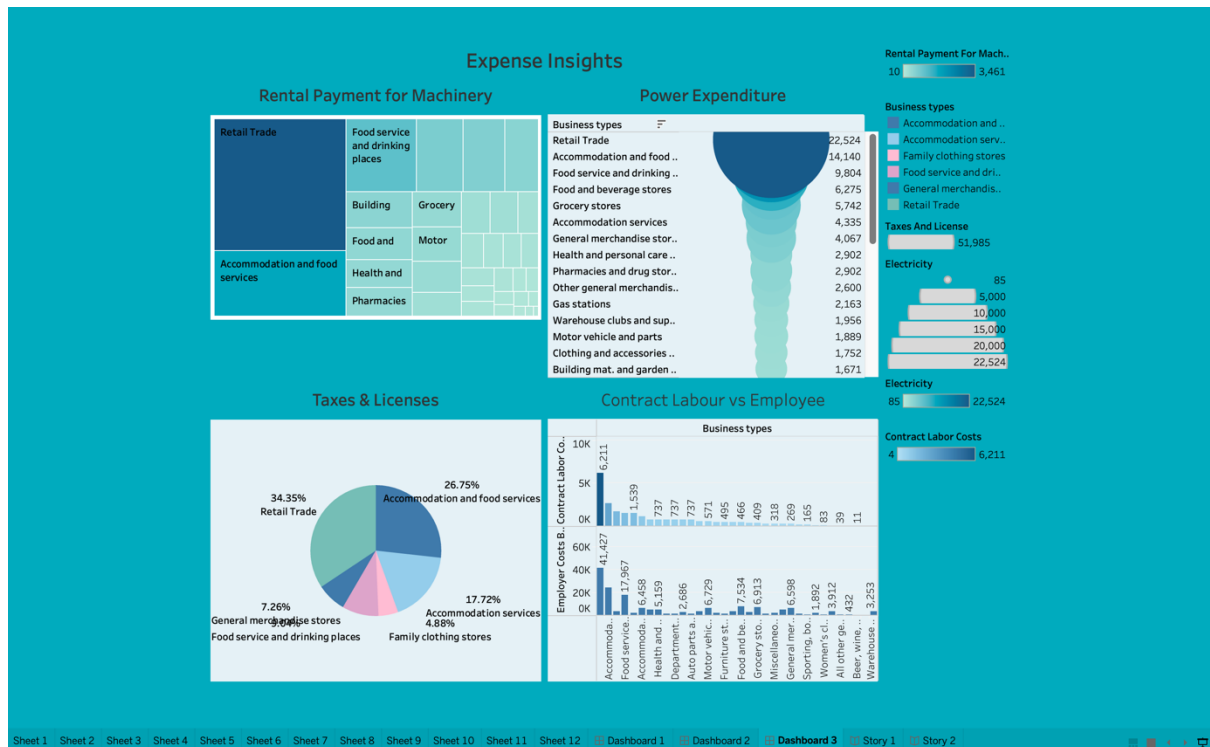 Expense Insights
Rental Payment for Machinery
Retail Trade
Food service
and drinking
places
Building
Grocery
Food and
Motor
Health and
Pharmacies
Accommodation and food
services
Power Expenditure
Business types
Retail Trade 22,524
Accommodation and food .. 14,140
Food service and drinking .. 9,804
Food and beverage stores 6,275
Grocery stores 5,742
Accommodation services 4,335
General merchandise stor.. 4,067
Health and personal care .. 2,902
Pharmacies and drug stor.. 2,902
Other general merchandis.. 2,600
Gas stations 2,163
Warehouse clubs and sup.. 1,956
Motor vehicle and parts 1,889
Clothing and accessories .. 1,752
Building mat. and garden .. 1,671
Rental Payment For Mach..
10 3,461
Business types
Accommodation and ..
Accommodation serv..
Family clothing stores
Food service and dri..
General merchandis..
Retail Trade
Taxes And License
51,985
Electricity
85
5,000
10,000
15,000
20,000
22,524
Electricity
85 22,524
Contract Labor Costs
4 6,211
Taxes & Licenses
34.35%
Retail Trade
26.75%
Accommodation and food services
17.72%
Accommodation services
4.88%
Family clothing stores
7.26%
General merchandise stores
9.04%
Food service and drinking places
Contract Labour vs Employee
Business types
Contract Labor Co..
10K
5K
0K
6,211
1,539
737
737
737
571
495
466
409
318
269
165
83
39
11
Employer Costs B..
60K
40K
20K
0K
41,427
17,967
6,458
5,159
2,686
6,729
7,534
6,913
6,598
1,892
3,912
432
3,253
Accommoda..
Food service..
Accommoda..
Health and ..
Department..
Auto parts a..
Motor vehic..
Furniture st..
Food and be..
Grocery sto..
Miscellaneo..
General mer..
Sporting, bo..
Women's cl..
All other ge..
Beer, wine, ..
Warehouse ..
Sheet 1 Sheet 2 Sheet 3 Sheet 4 Sheet 5 Sheet 6 Sheet 7 Sheet 8 Sheet 9 Sheet 10 Sheet 11 Sheet 12 Dashboard 1 Dashboard 2 Dashboard 3 Story 1 Story 2